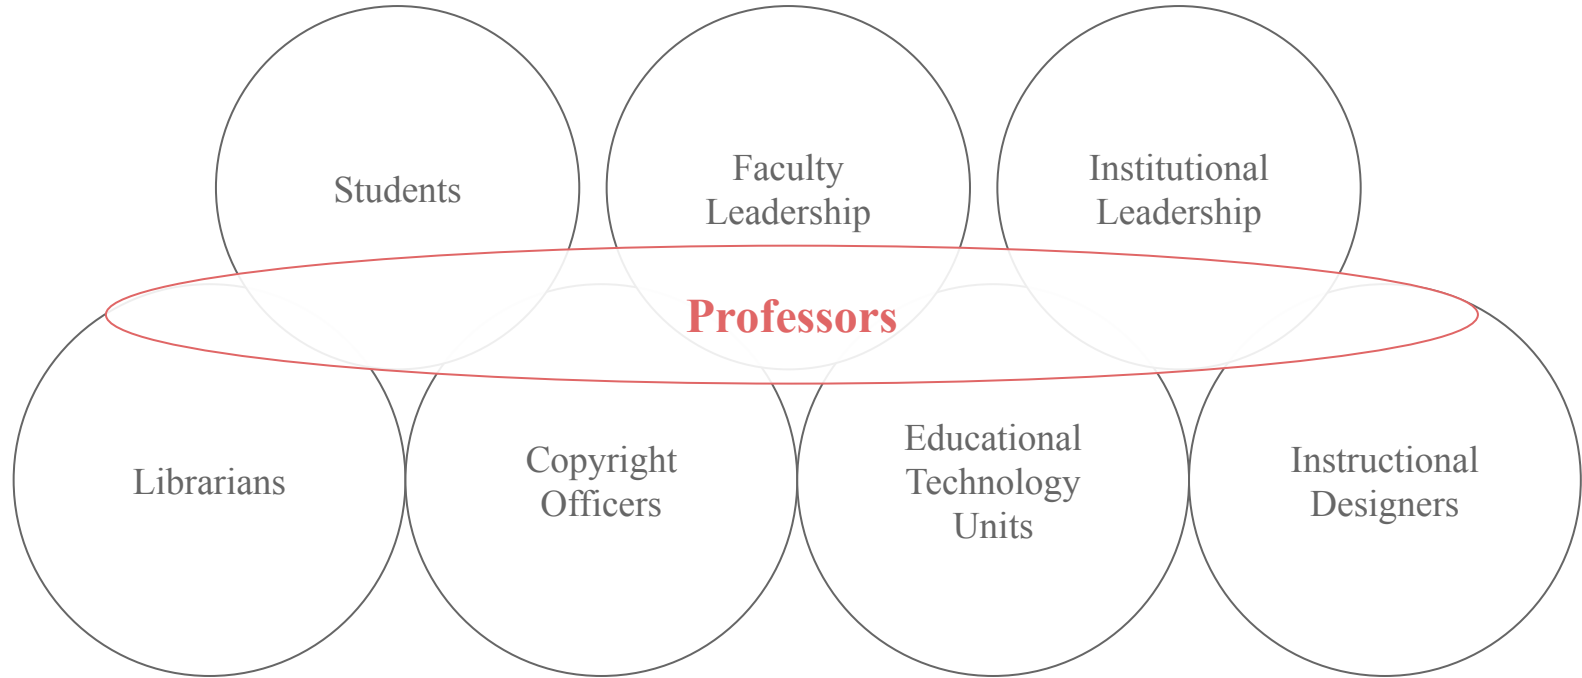 Students
Faculty
Leadership
Institutional
Leadership
Professors
Librarians
Copyright
Officers
Educational
Technology
Units
Instructional
Designers